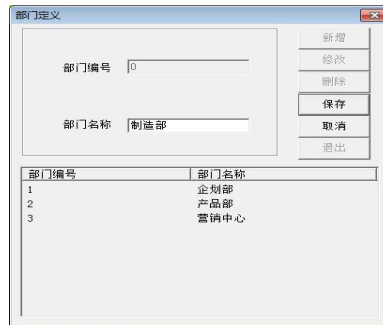 部门定义
新增
部门编号 0
修改
删除
保存
部门名称 制造部
取消
退出
部门编号 部门名称
1 企划部
2 产品部
3 营销中心